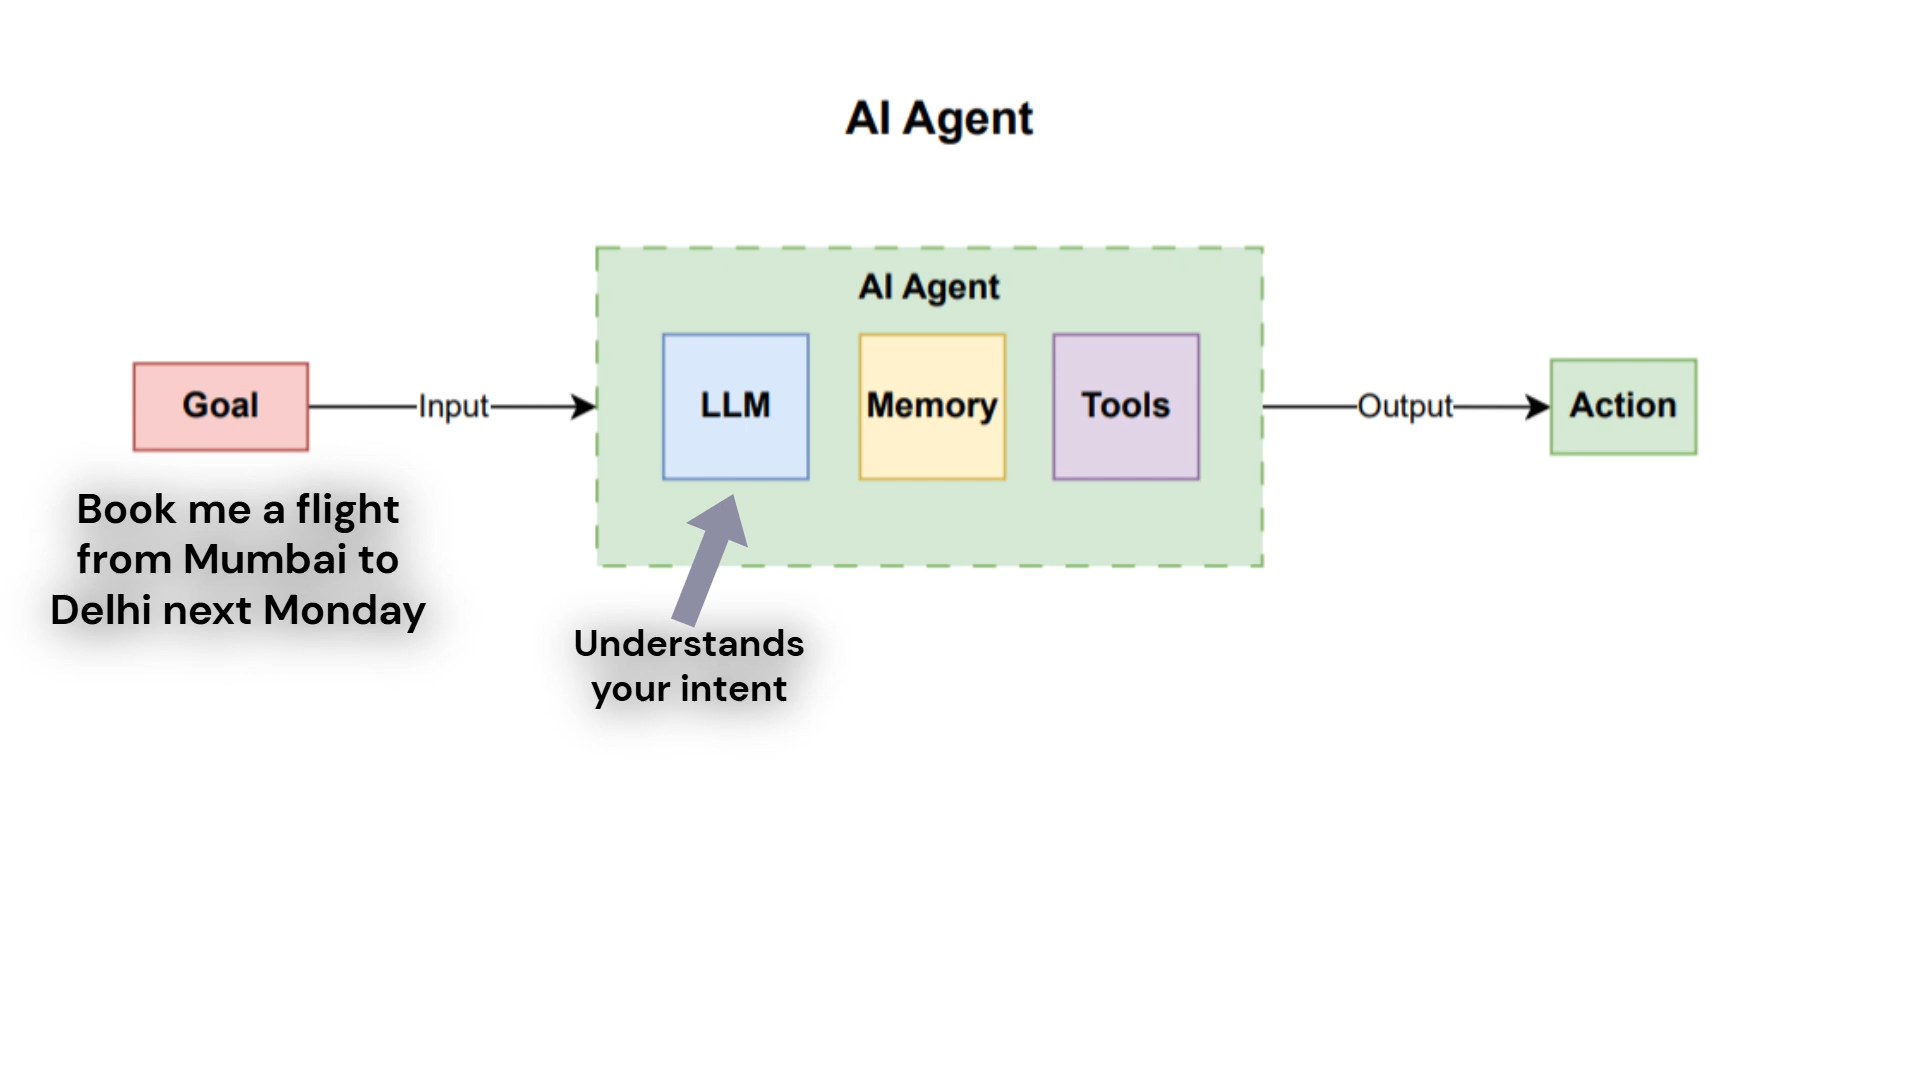 AI Agent
AI Agent
Goal
Input
LLM
Memory
Tools
Output
Action
Book me a flight
from Mumbai to
Delhi next Monday
Understands
your intent